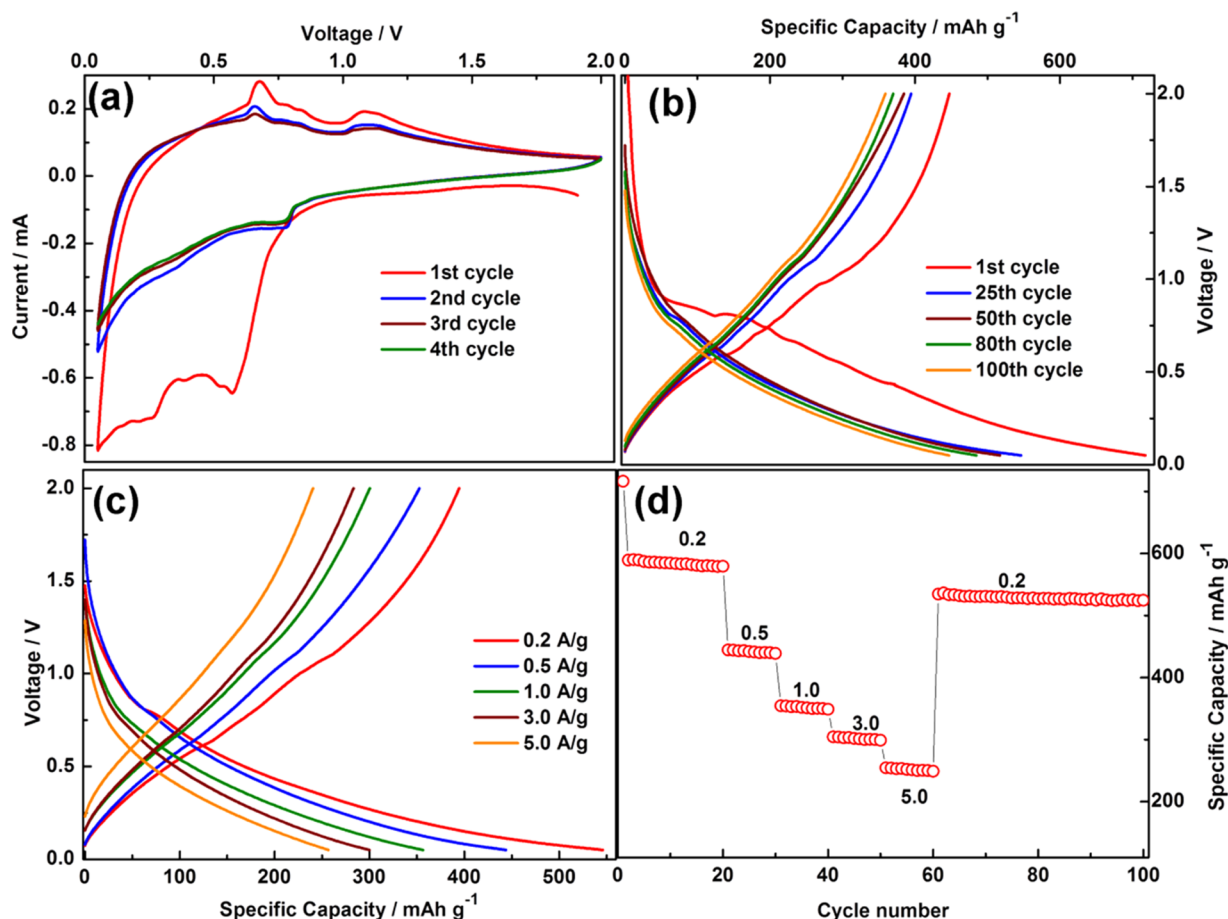 Voltage / V
0.0 0.5 1.0 1.5 2.0
(a)
0.2
0.0
-0.2
-0.4
-0.6
-0.8
Current / mA
1st cycle
2nd cycle
3rd cycle
4th cycle
Specific Capacity / mAh g-1
0 200 400 600
(b)
2.0
1.5
1.0
0.5
0.0
Voltage / V
1st cycle
25th cycle
50th cycle
80th cycle
100th cycle
(c)
2.0
1.5
1.0
0.5
0.0
Voltage / V
0.2 A/g
0.5 A/g
1.0 A/g
3.0 A/g
5.0 A/g
0 100 200 300 400 500
Specific Capacity / mAh g-1
(d)
0.2
0.5
1.0
3.0
5.0
0.2
600
400
200
Specific Capacity / mAh g-1
0 20 40 60 80 100
Cycle number